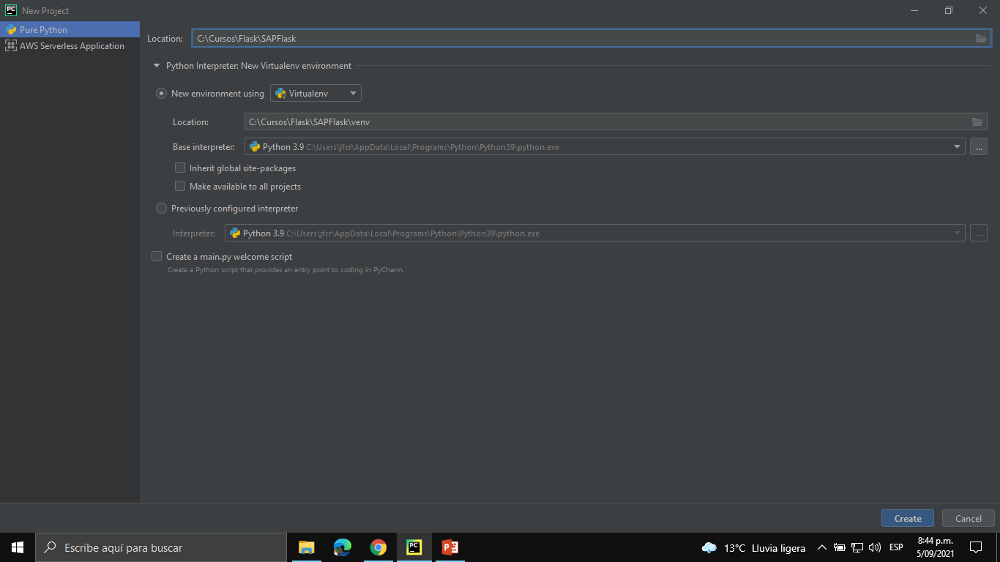 New Project
Pure Python
AWS Serverless Application
Location: C:\Cursos\Flask\SAPFlask
Python Interpreter: New Virtualenv environment
New environment using Virtualenv
Location: C:\Cursos\Flask\SAPFlask\venv
Base interpreter: Python 3.9 C:\Users\jfcr\AppData\Local\Programs\Python\Python39\python.exe ...
Inherit global site-packages
Make available to all projects
Previously configured interpreter
Interpreter: Python 3.9 C:\Users\jfcr\AppData\Local\Programs\Python\Python39\python.exe ...
Create a main.py welcome script
Create a Python script that provides an entry point to coding in PyCharm.
Create Cancel
Escribe aquí para buscar
13°C Lluvia ligera
ESP
8:44 p.m.
5/09/2021